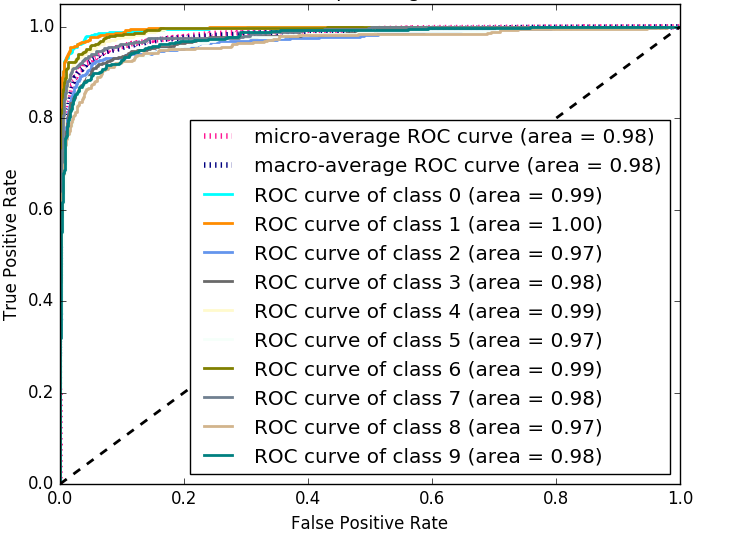 1.0
0.8
0.6
0.4
0.2
0.0
True Positive Rate
micro-average ROC curve (area = 0.98)
macro-average ROC curve (area = 0.98)
ROC curve of class 0 (area = 0.99)
ROC curve of class 1 (area = 1.00)
ROC curve of class 2 (area = 0.97)
ROC curve of class 3 (area = 0.98)
ROC curve of class 4 (area = 0.99)
ROC curve of class 5 (area = 0.97)
ROC curve of class 6 (area = 0.99)
ROC curve of class 7 (area = 0.98)
ROC curve of class 8 (area = 0.97)
ROC curve of class 9 (area = 0.98)
0.0 0.2 0.4 0.6 0.8 1.0
False Positive Rate